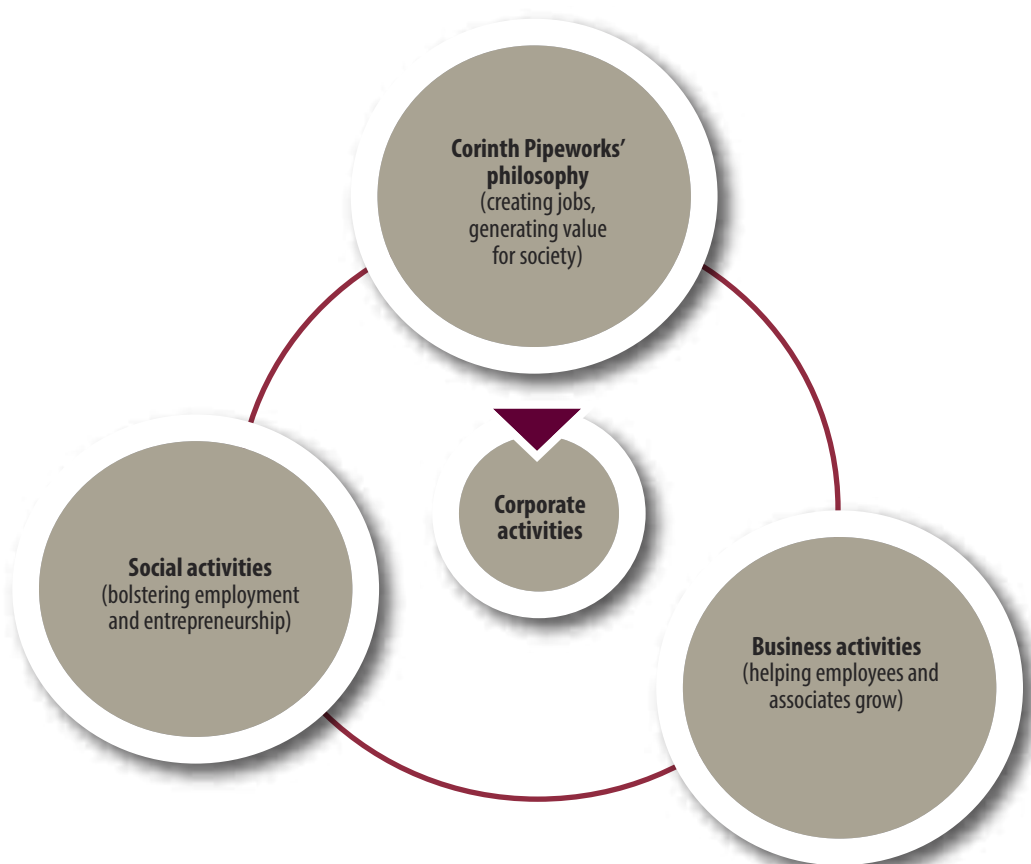 Corinth Pipeworks’
philosophy
(creating jobs,
generating value
for society)
Corporate
activities
Social activities
(bolstering employment
and entrepreneurship)
Business activities
(helping employees and
associates grow)